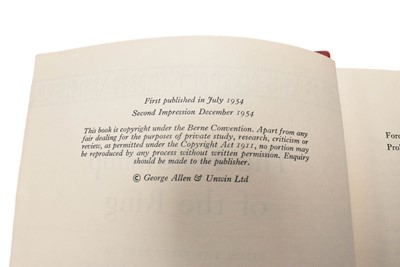 First published in July 1954
Second Impression December 1954
This book is copyright under the Berne Convention. Apart from any
fair dealing for the purposes of private study, research, criticism or
review, as permitted under the Copyright Act 1911, no portion may
be reproduced by any process without written permission. Enquiry
should be made to the publisher.
© George Allen & Unwin Ltd
of the Ring